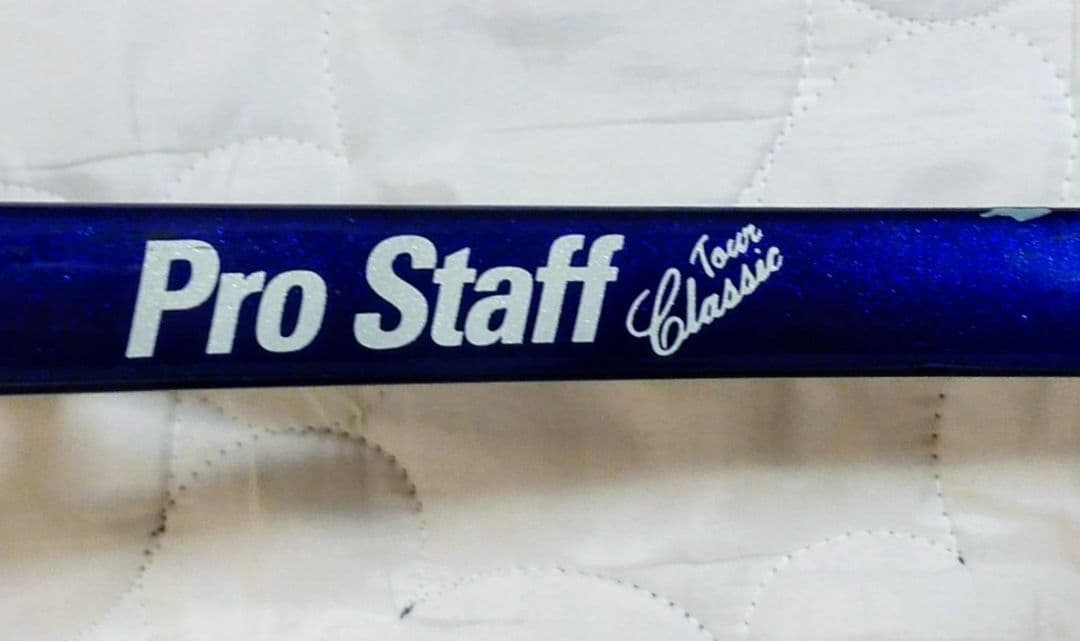 Pro Staff
Tour
Classic